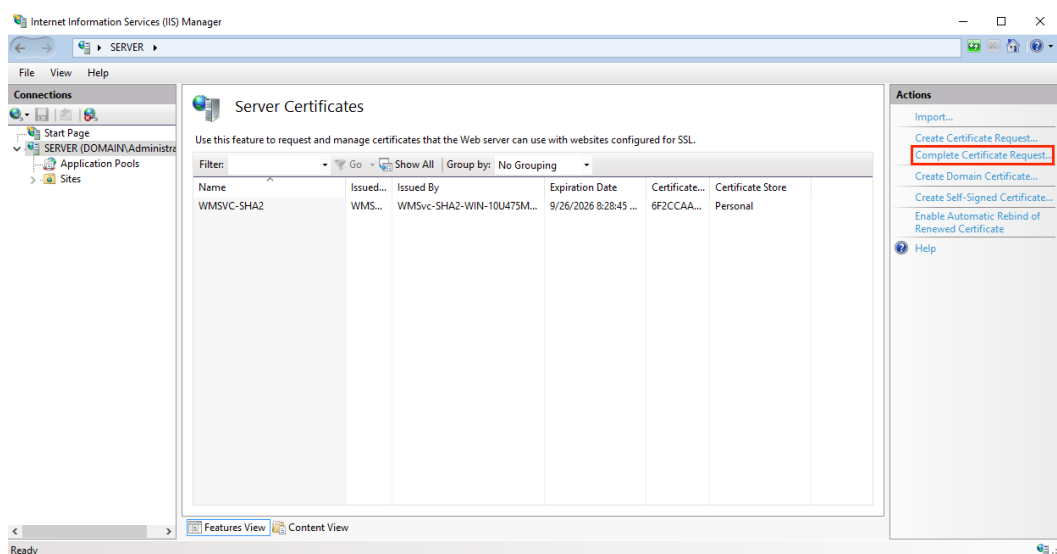 Internet Information Services (IIS) Manager
SERVER
File View Help
Connections
Start Page
SERVER (DOMAIN\Administra
Application Pools
Sites
Server Certificates
Use this feature to request and manage certificates that the Web server can use with websites configured for SSL.
Filter: Go Show All Group by: No Grouping
Name Issued... Issued By Expiration Date Certificate... Certificate Store
WMSVC-SHA2 WMS... WMSvc-SHA2-WIN-10U475M... 9/26/2026 8:28:45 ... 6F2CCAA... Personal
Features View Content View
Actions
Import...
Create Certificate Request...
Complete Certificate Request...
Create Domain Certificate...
Create Self-Signed Certificate...
Enable Automatic Rebind of
Renewed Certificate
Help
Ready